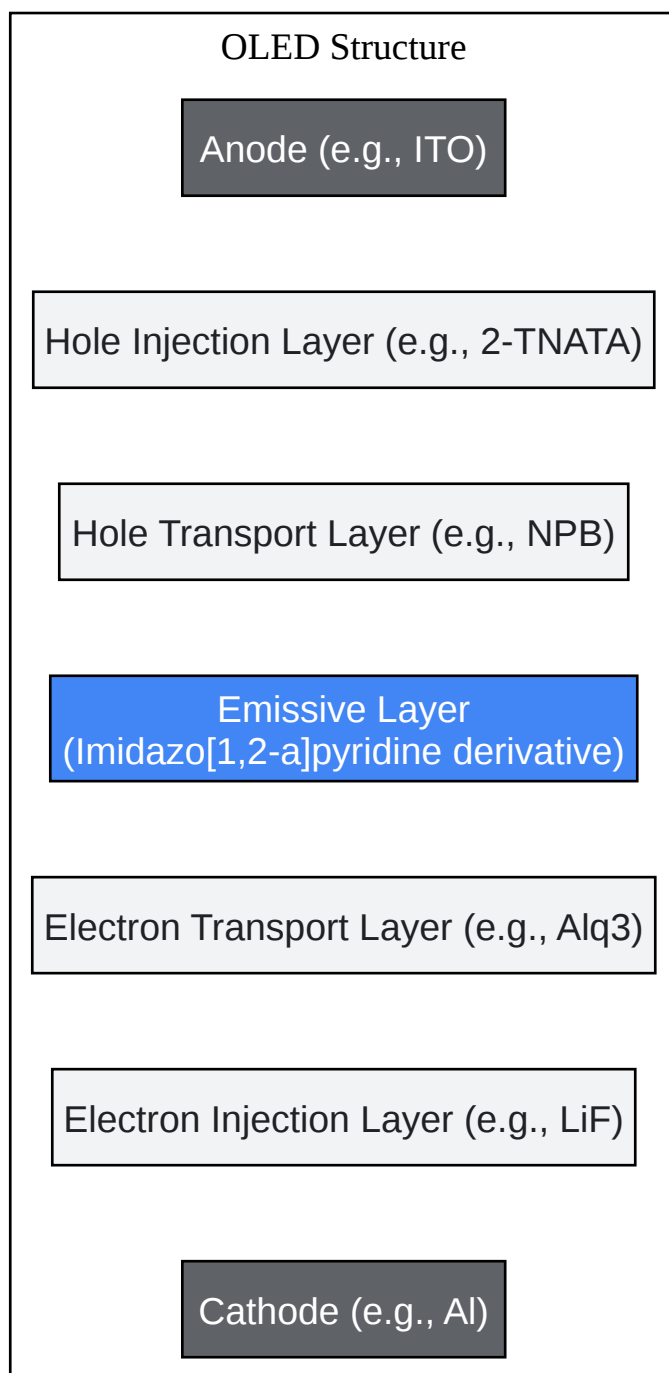 OLED Structure
Anode (e.g., ITO)
Hole Injection Layer (e.g., 2-TNATA)
Hole Transport Layer (e.g., NPB)
Emissive Layer
(Imidazo[1,2-a]pyridine derivative)
Electron Transport Layer (e.g., Alq3)
Electron Injection Layer (e.g., LiF)
Cathode (e.g., Al)